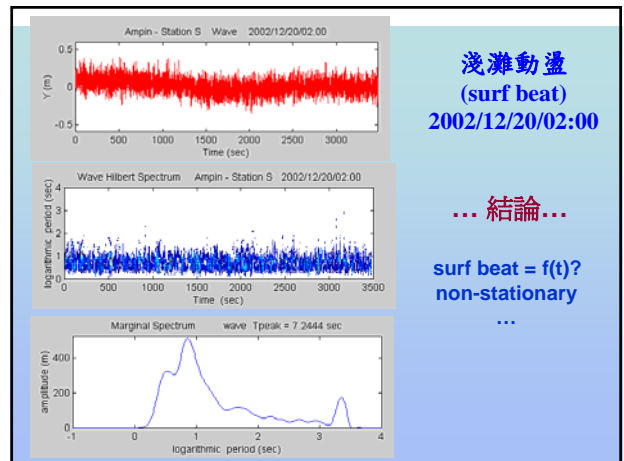 Ampin - Station S Wave 2002/12/20/02:00
Y (m)
0.5
0
-0.5
0 500 1000 1500 2000 2500 3000
Time (sec)
Wave Hilbert Spectrum Ampin - Station S 2002/12/20/02:00
logarithmic period (sec)
4
3
2
1
0
0 500 1000 1500 2000 2500 3000 3500
Time (sec)
Marginal Spectrum wave Tpeak = 7.2444 sec
amplitude (m)
400
200
0
-1 0 1 2 3 4
logarithmic period (sec)
淺灘動盪
(surf beat)
2002/12/20/02:00
… 結論…
surf beat = f(t)?
non-stationary
…